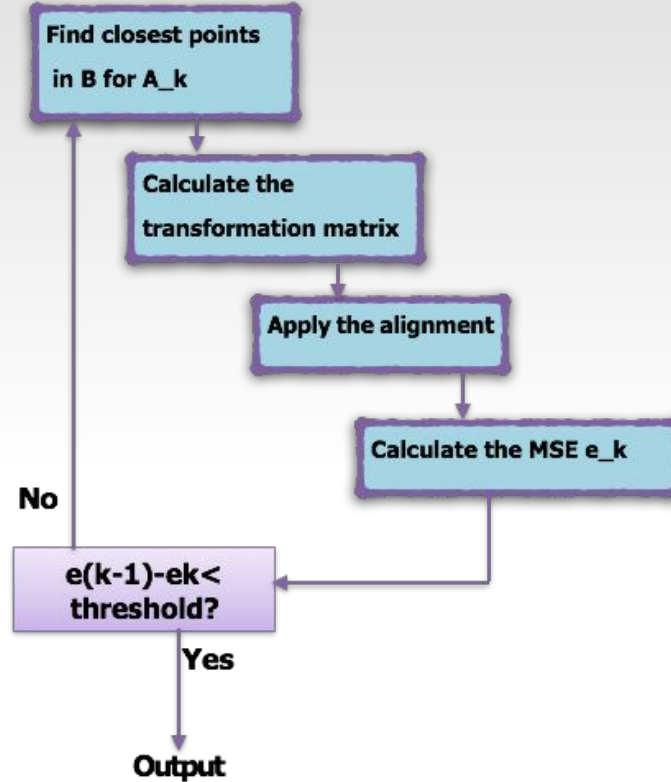 Find closest points
in B for A_k
Calculate the
transformation matrix
Apply the alignment
Calculate the MSE e_k
No
e(k-1)-ek<
threshold?
Yes
Output